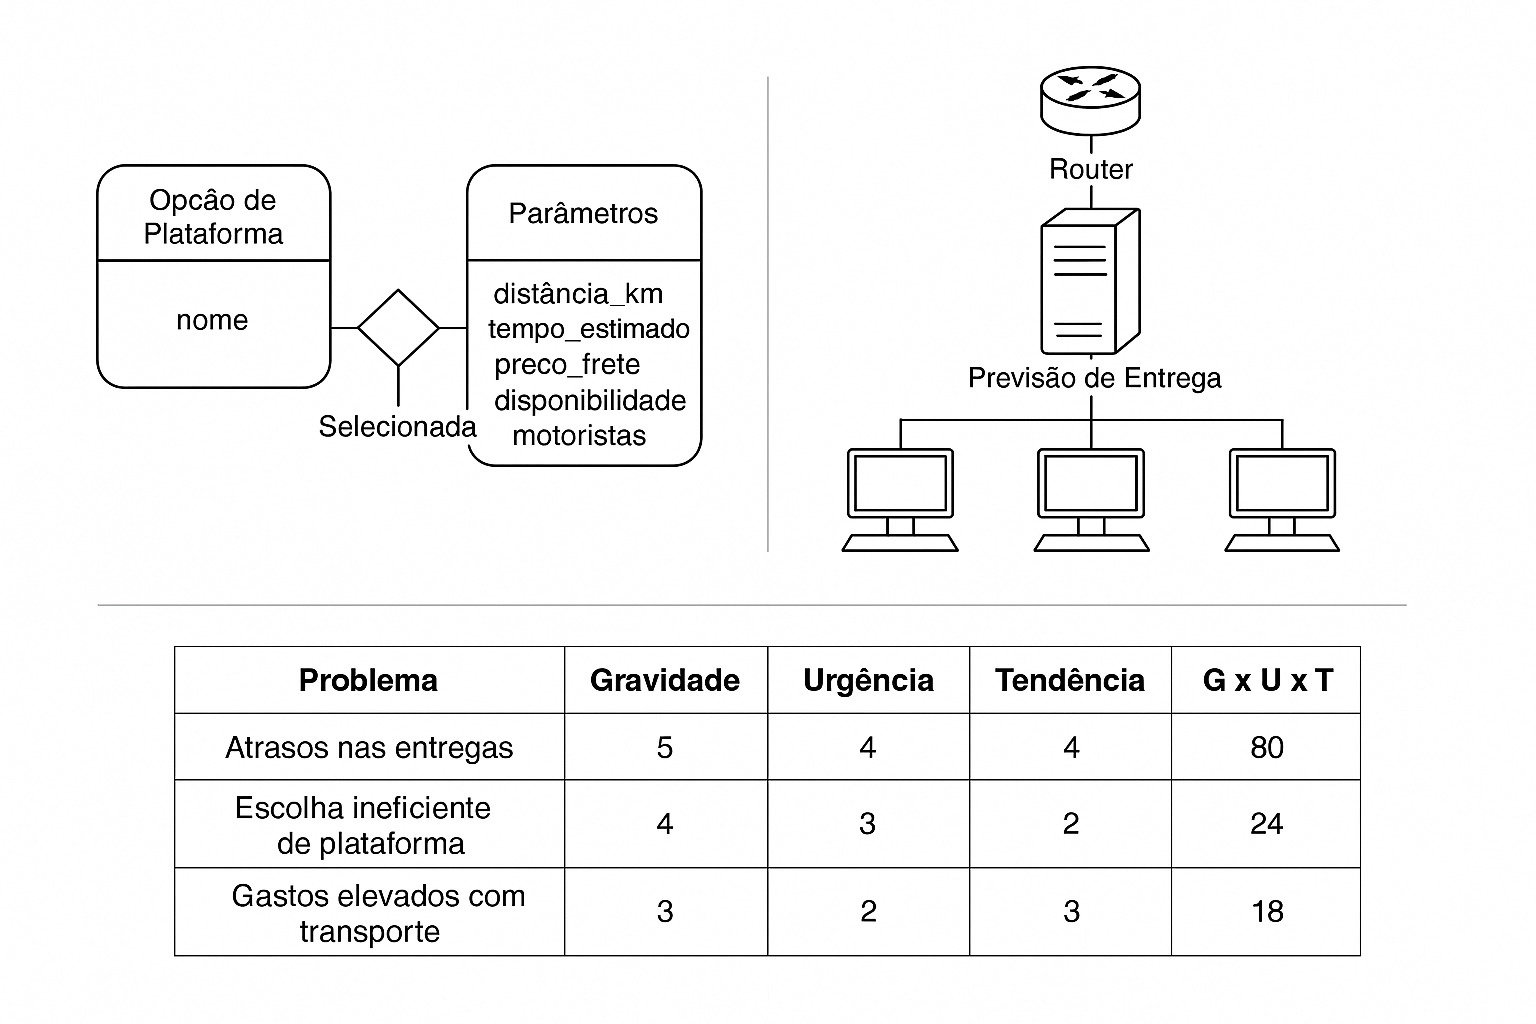 Opcâo de
Plataforma
nome
Selecionada
Parâmetros
distância_km
tempo_estimado
preco_frete
disponibilidade
motoristas
Router
Previsão de Entrega
Problema Gravidade Urgência Tendência G x U x T
Atrasos nas entregas 5 4 4 80
Escolha ineficiente
de plataforma 4 3 2 24
Gastos elevados com
transporte 3 2 3 18